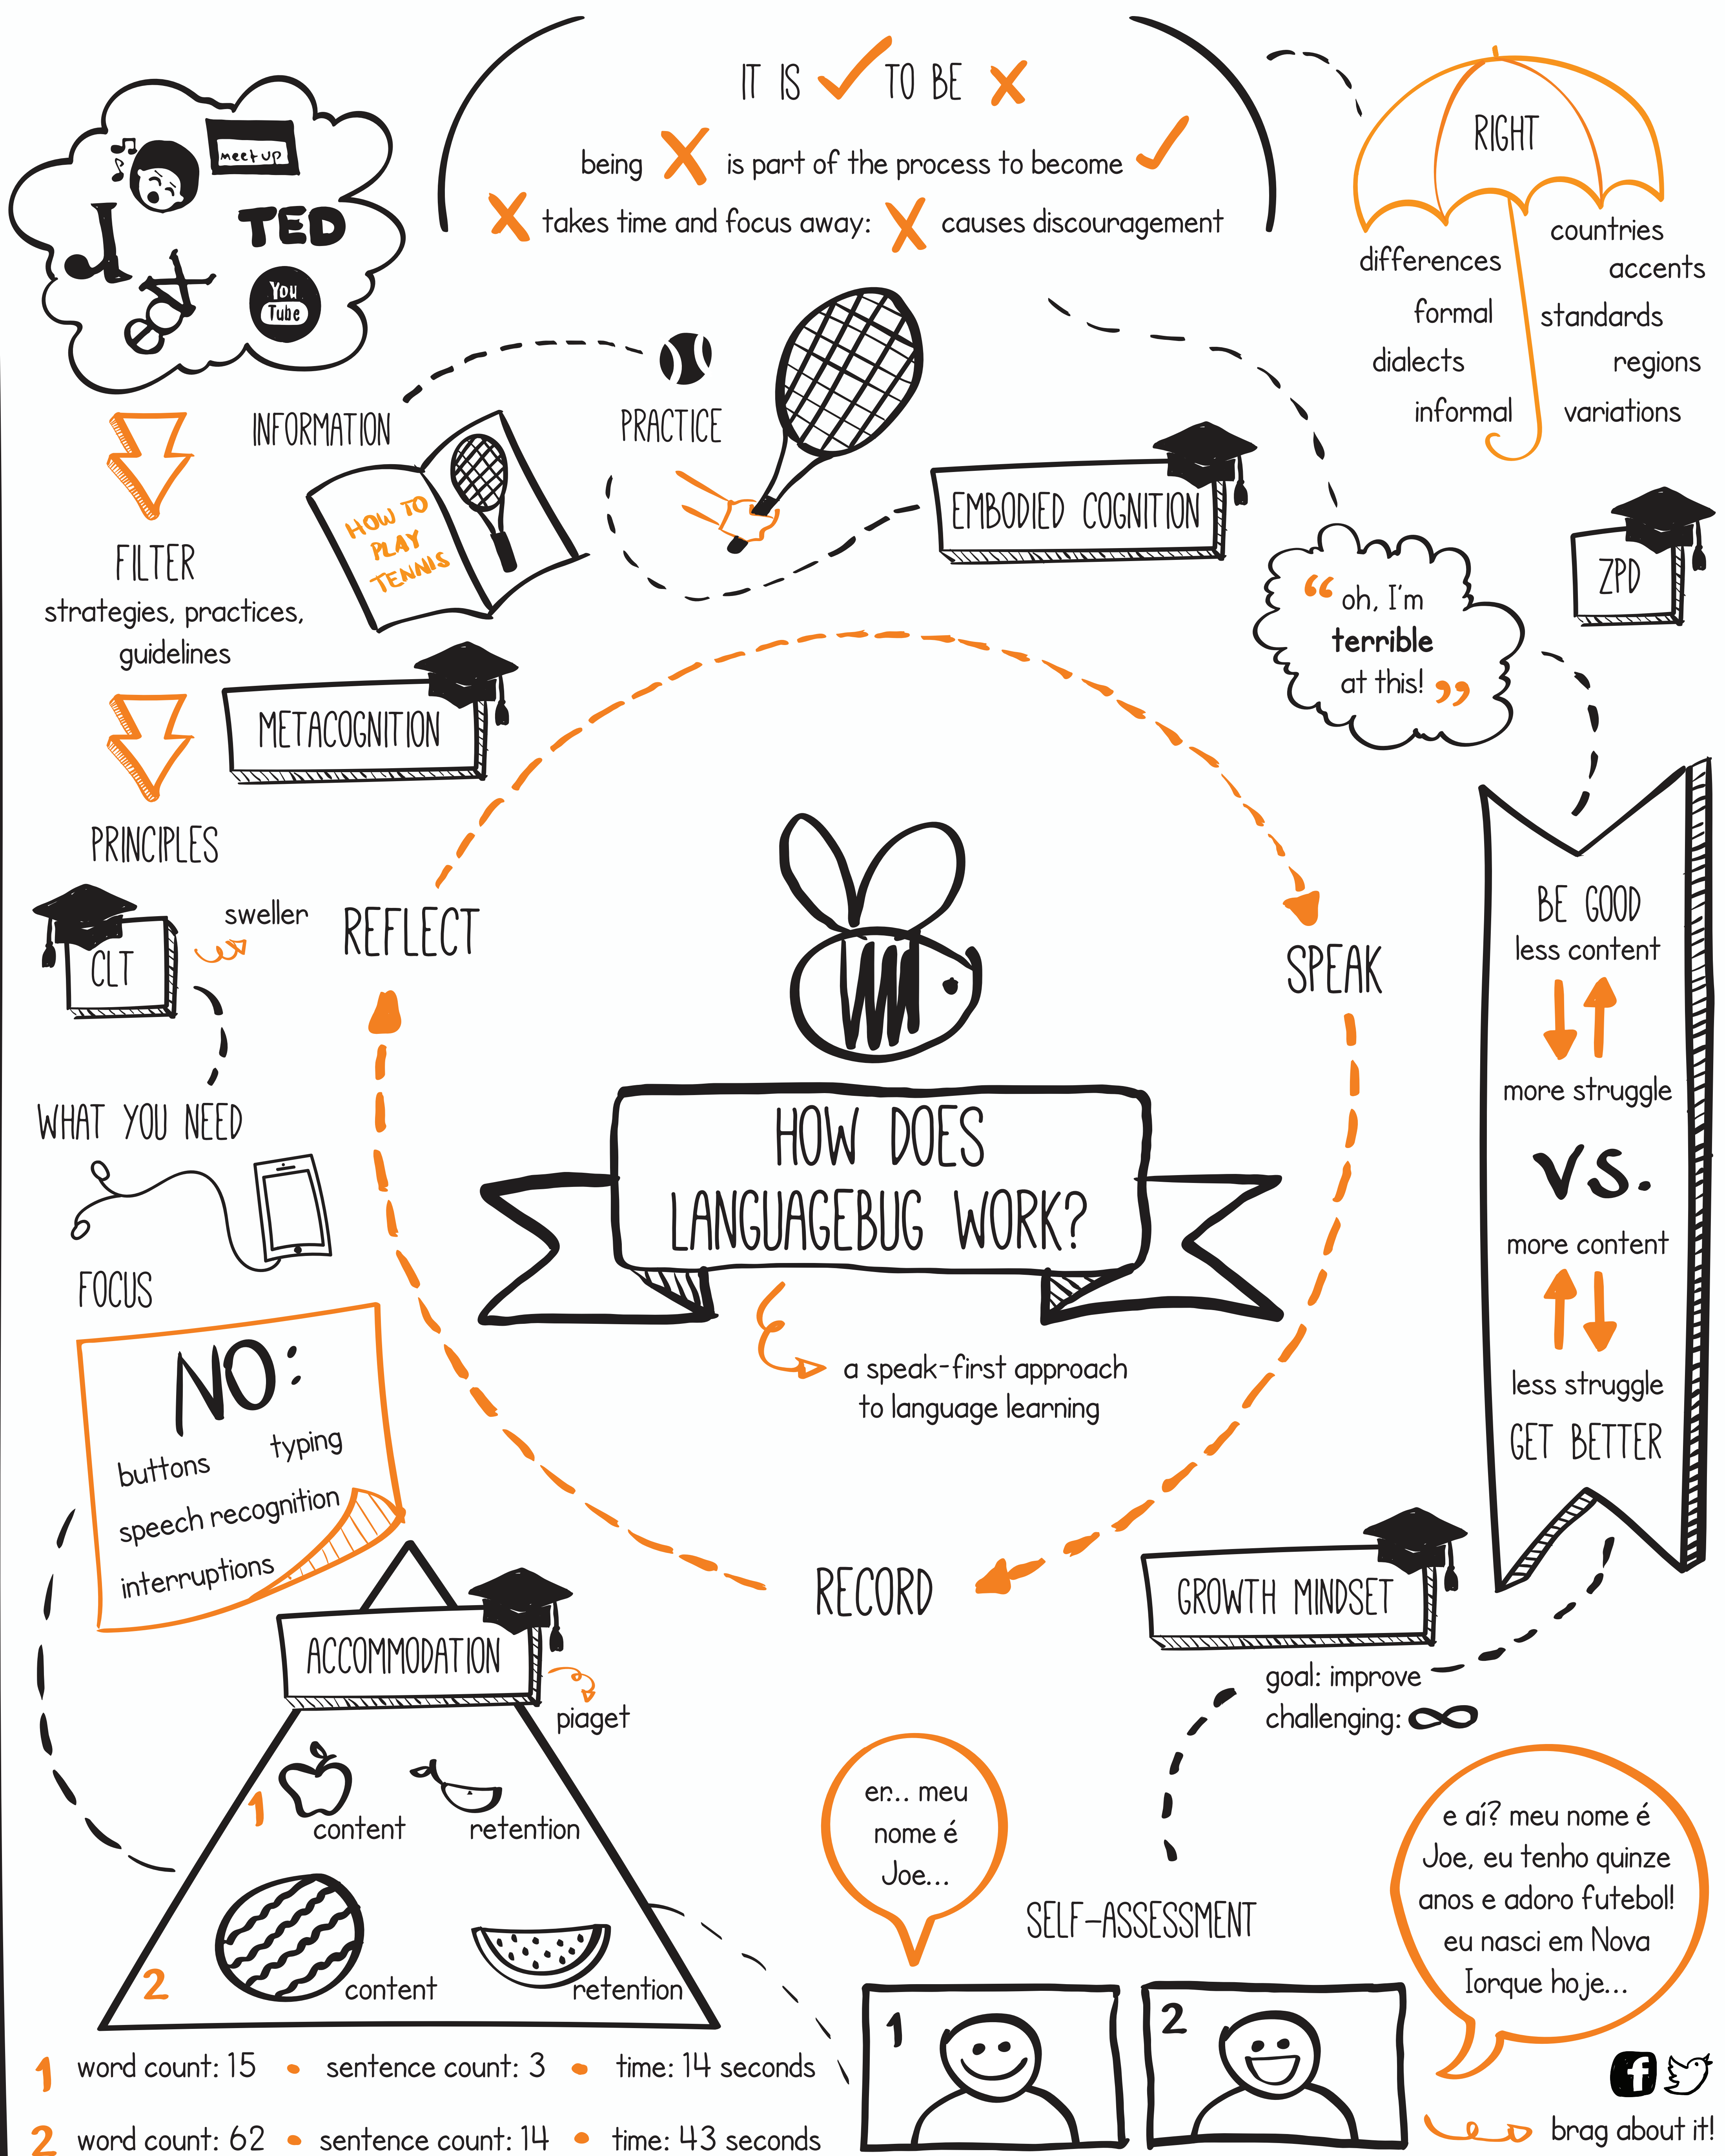 IT IS TO BE
being is part of the process to become
takes time and focus away: causes discouragement
meetup
TED
J
эда
You
Tube
RIGHT
countries
differences
accents
formal
standards
dialects
regions
informal
variations
INFORMATION
HOW TO
PLAY
TENNIS
PRACTICE
EMBODIED COGNITION
ZPD
FILTER
strategies, practices,
guidelines
METACOGNITION
“ oh, I'm
terrible
at this! ”
PRINCIPLES
CLT
sweller
REFLECT
SPEAK
RECORD
HOW DOES
LANGUAGEBUG WORK?
a speak-first approach
to language learning
WHAT YOU NEED
FOCUS
NO:
buttons
typing
speech recognition
interruptions
BE GOOD
less content
more struggle
VS.
more content
less struggle
GET BETTER
GROWTH MINDSET
goal: improve
challenging: ∞
ACCOMMODATION
piaget
1
content
retention
2
content
retention
1 word count: 15 • sentence count: 3 • time: 14 seconds
2 word count: 62 • sentence count: 14 • time: 43 seconds
er... meu
nome é
Joe...
SELF-ASSESSMENT
1
2
e aí? meu nome é
Joe, eu tenho quinze
anos e adoro futebol!
eu nasci em Nova
Iorque hoje...
f
brag about it!